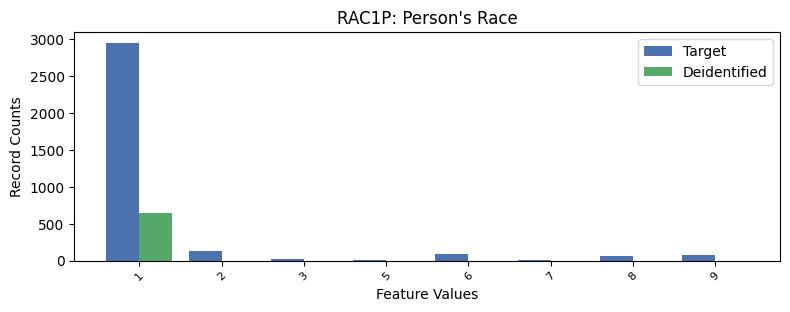 RAC1P: Person's Race
Target
Deidentified
Record Counts
3000
2500
2000
1500
1000
500
0
1 2 3 5 6 7 8 9
Feature Values